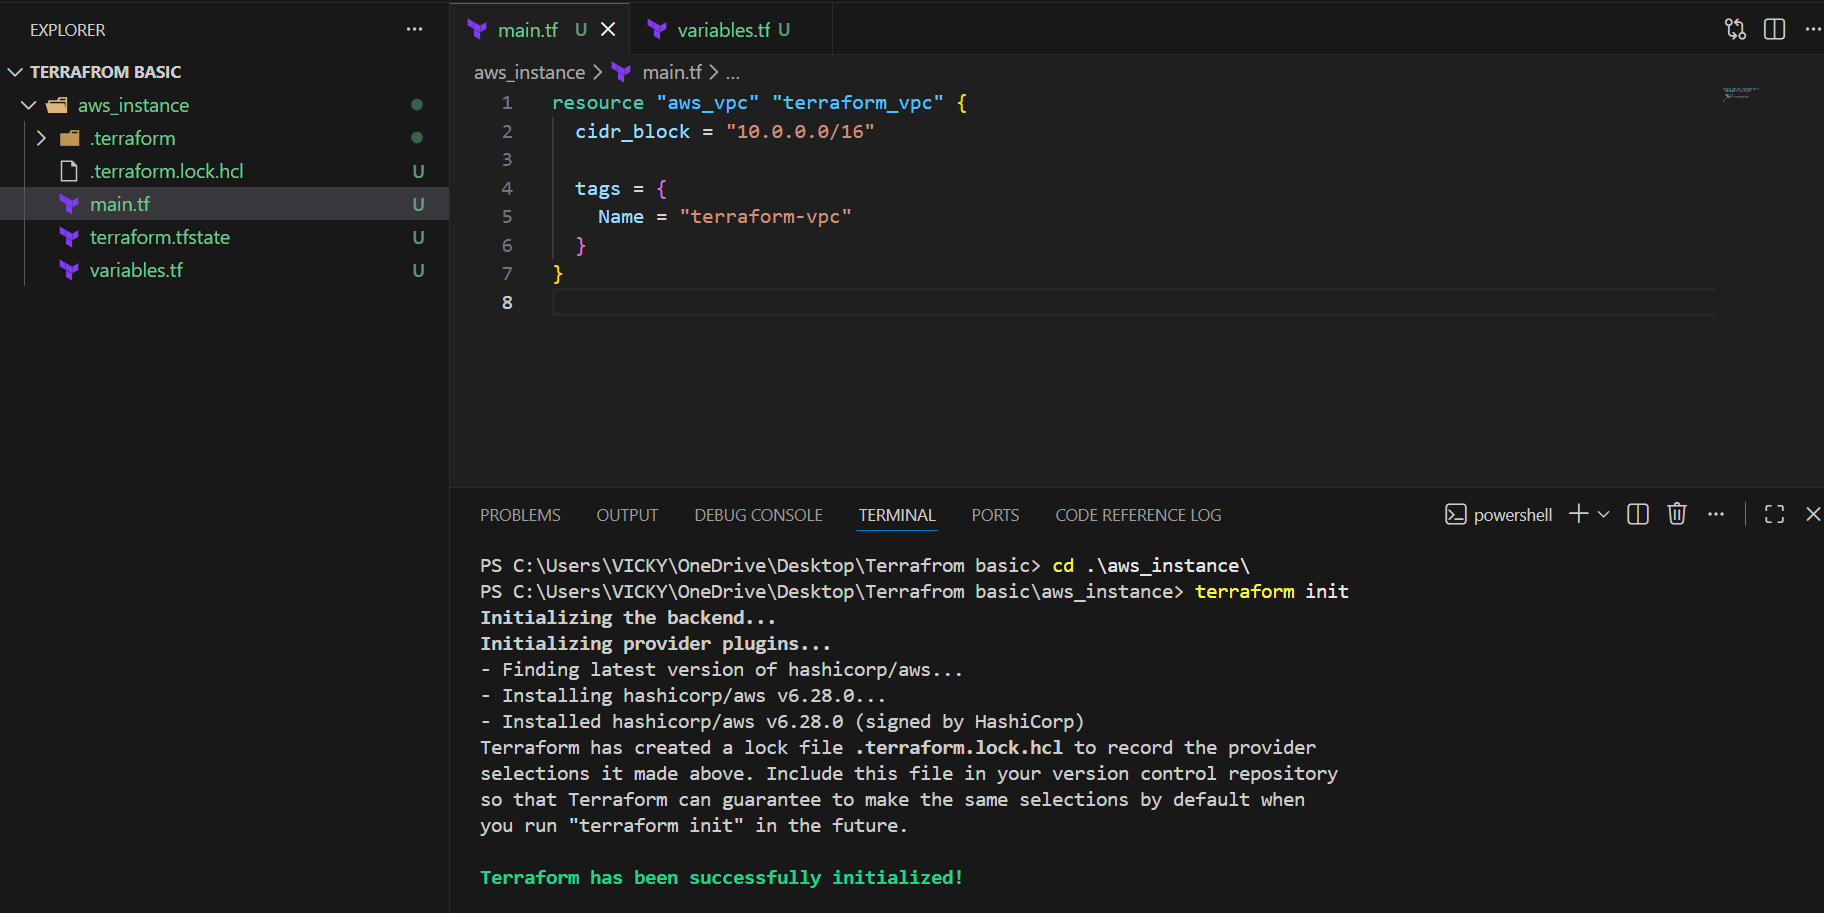 EXPLORER
TERRAFROM BASIC
aws_instance
.terraform
.terraform.lock.hcl U
main.tf U
terraform.tfstate U
variables.tf U
main.tf U
variables.tf U
aws_instance > main.tf > ...
1 resource "aws_vpc" "terraform_vpc" {
2 cidr_block = "10.0.0.0/16"
3
4 tags = {
5 Name = "terraform-vpc"
6 }
7 }
8
PROBLEMS OUTPUT DEBUG CONSOLE TERMINAL PORTS CODE REFERENCE LOG powershell
PS C:\Users\VICKY\OneDrive\Desktop\Terrafrom basic> cd .\aws_instance\
PS C:\Users\VICKY\OneDrive\Desktop\Terrafrom basic\aws_instance> terraform init
Initializing the backend...
Initializing provider plugins...
- Finding latest version of hashicorp/aws...
- Installing hashicorp/aws v6.28.0...
- Installed hashicorp/aws v6.28.0 (signed by HashiCorp)
Terraform has created a lock file .terraform.lock.hcl to record the provider
selections it made above. Include this file in your version control repository
so that Terraform can guarantee to make the same selections by default when
you run "terraform init" in the future.
Terraform has been successfully initialized!